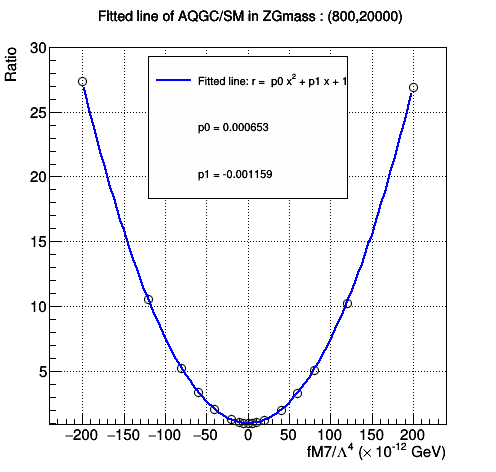 FItted line of AQGC/SM in ZGmass : (800,20000)
Ratio
30
25
20
15
10
5
Fitted line: r = p0 x² + p1 x + 1
p0 = 0.000653
p1 = -0.001159
−200 −150 −100 −50 0 50 100 150 200
fM7/Λ⁴ (× 10⁻¹² GeV)